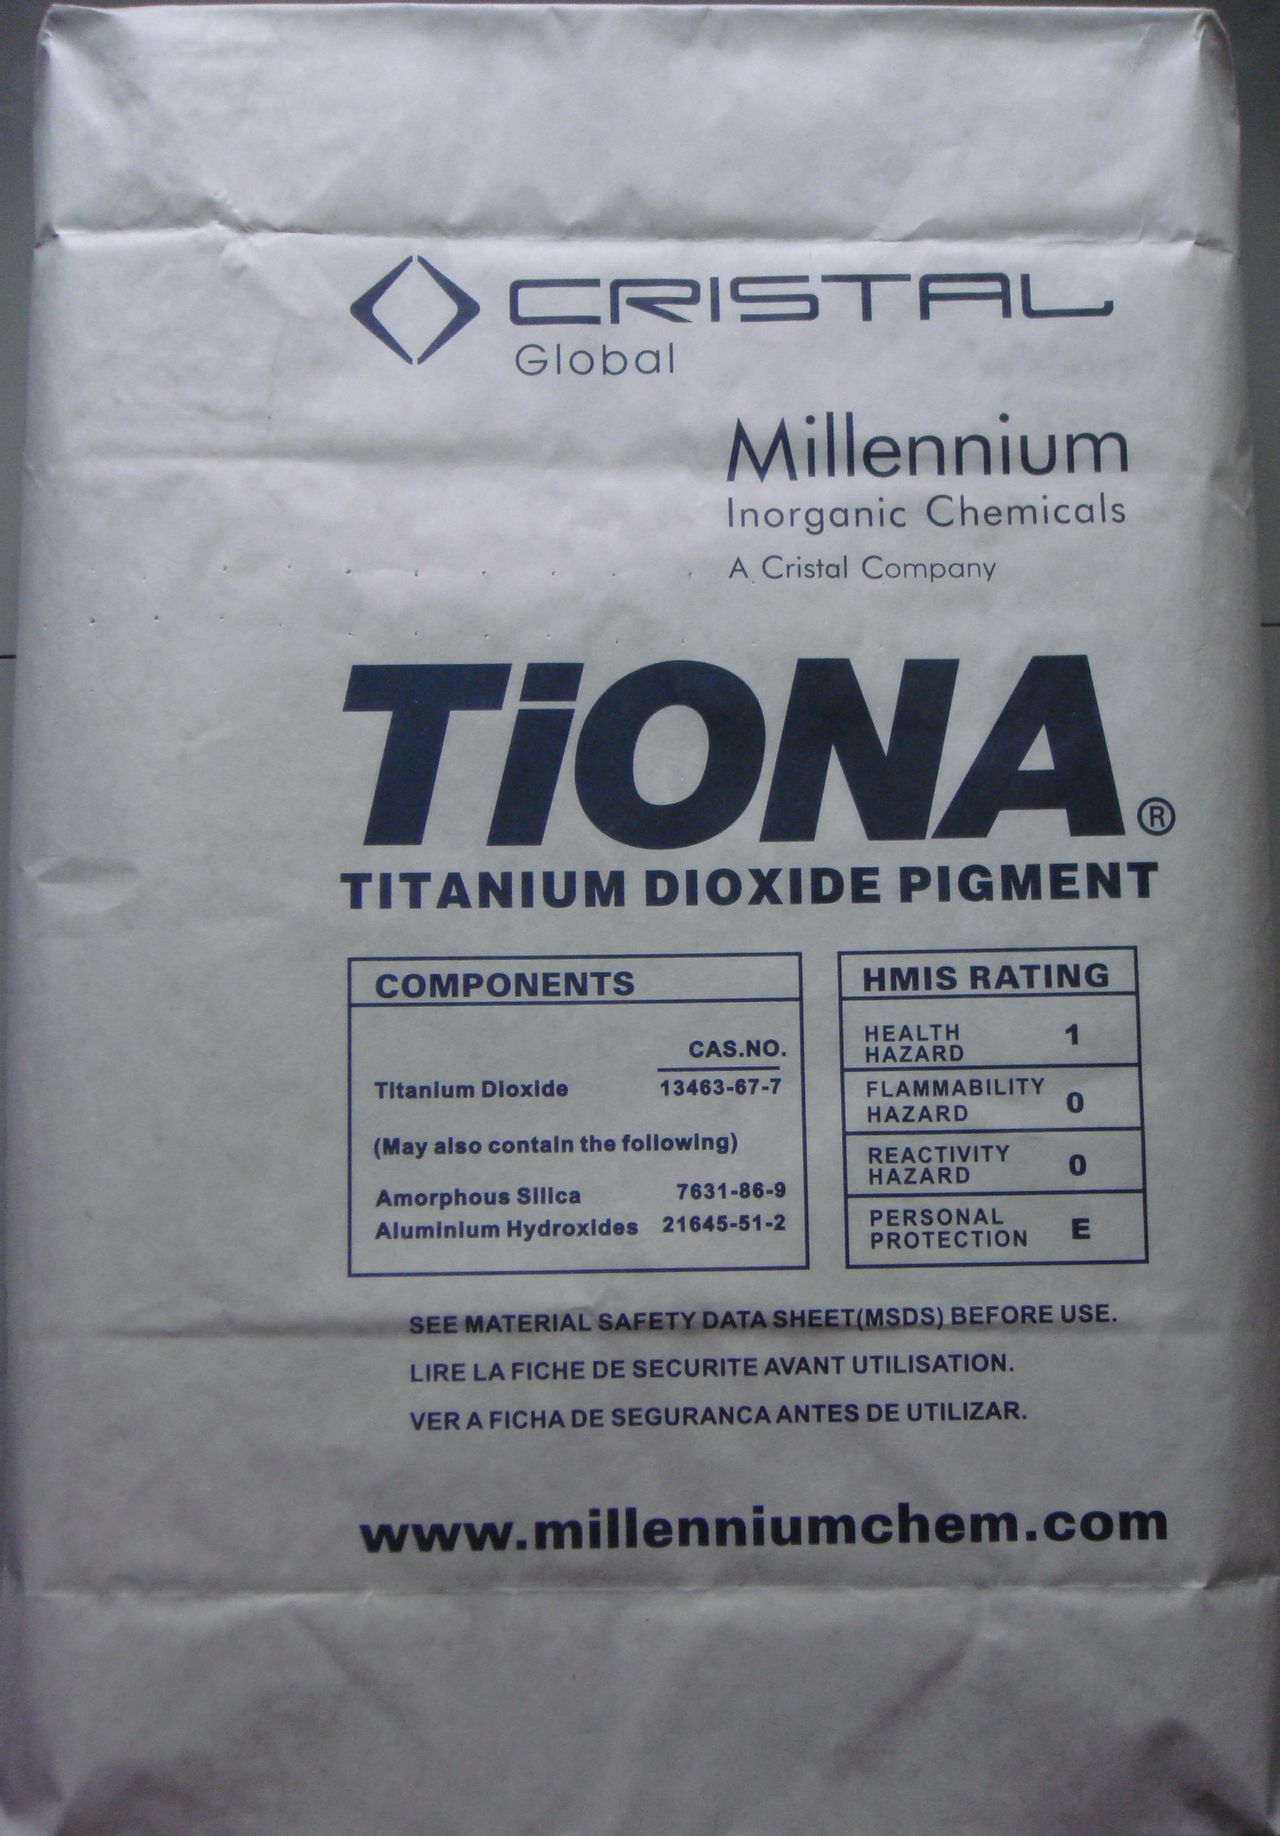 CRISTAL
Global
Millennium
Inorganic Chemicals
A Cristal Company
TiONA®
TITANIUM DIOXIDE PIGMENT
COMPONENTS
CAS.NO.
Titanium Dioxide 13463-67-7
(May also contain the following)
Amorphous Silica 7631-86-9
Aluminium Hydroxides 21645-51-2
HMIS RATING
HEALTH
HAZARD 1
FLAMMABILITY
HAZARD 0
REACTIVITY
HAZARD 0
PERSONAL
PROTECTION E
SEE MATERIAL SAFETY DATA SHEET(MSDS) BEFORE USE.
LIRE LA FICHE DE SECURITE AVANT UTILISATION.
VER A FICHA DE SEGURANCA ANTES DE UTILIZAR.
www.millenniumchem.com